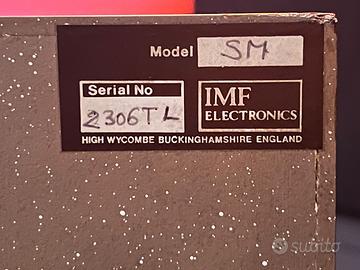 Model SM
Serial No
2306TL
IMF
ELECTRONICS
HIGH WYCOMBE BUCKINGHAMSHIRE ENGLAND
subito